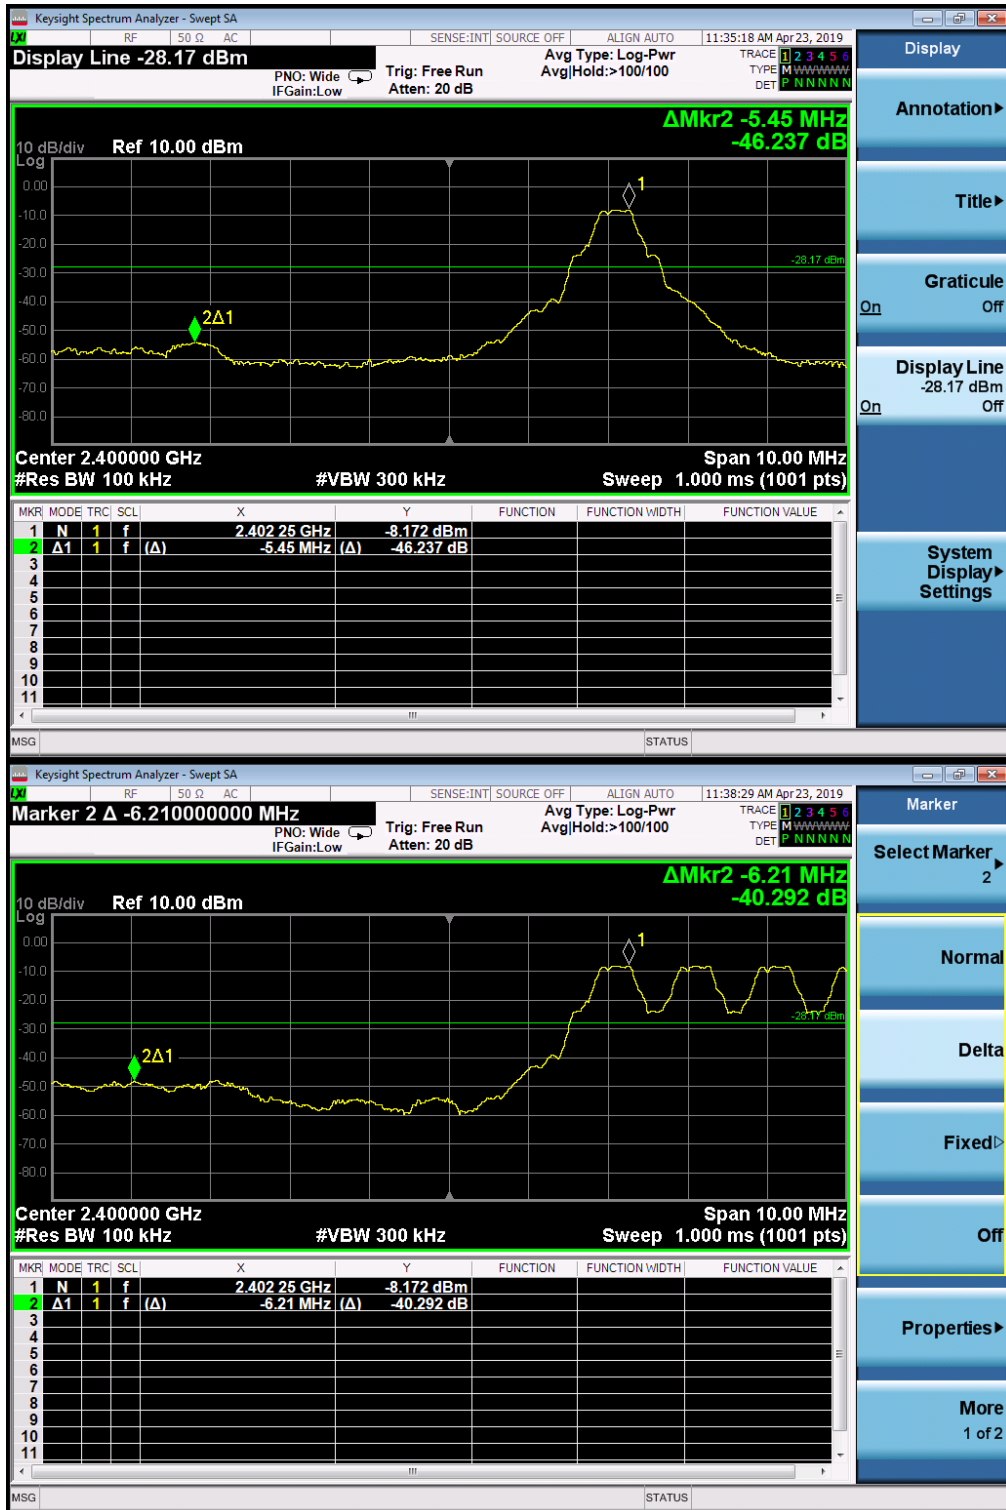 Keysight Spectrum Analyzer - Swept SA
LXI RF 50 Ω AC SENSE:INT SOURCE OFF ALIGN AUTO 11:35:18 AM Apr 23, 2019
Display Line -28.17 dBm
PNO: Wide
IFGain:Low
Trig: Free Run
Atten: 20 dB
Avg Type: Log-Pwr
Avg|Hold:>100/100
TRACE 1 2 3 4 5 6
TYPE M WWWWW
DET P N N N N N
ΔMkr2 -5.45 MHz
-46.237 dB
10 dB/div Ref 10.00 dBm
Log
0.00
-10.0
-20.0
-30.0
-40.0
-50.0
-60.0
-70.0
-80.0
1
-28.17 dBm
2Δ1
Center 2.400000 GHz Span 10.00 MHz
#Res BW 100 kHz #VBW 300 kHz Sweep 1.000 ms (1001 pts)
MKR MODE TRC SCL X Y FUNCTION FUNCTION WIDTH FUNCTION VALUE
1 N 1 f 2.402 25 GHz -8.172 dBm
2 Δ1 1 f (Δ) -5.45 MHz (Δ) -46.237 dB
3
4
5
6
7
8
9
10
11
MSG STATUS
Display
Annotation
Title
Graticule
On Off
Display Line
-28.17 dBm
On Off
System
Display
Settings
Keysight Spectrum Analyzer - Swept SA
LXI RF 50 Ω AC SENSE:INT SOURCE OFF ALIGN AUTO 11:38:29 AM Apr 23, 2019
Marker 2 Δ -6.210000000 MHz
PNO: Wide
IFGain:Low
Trig: Free Run
Atten: 20 dB
Avg Type: Log-Pwr
Avg|Hold:>100/100
TRACE 1 2 3 4 5 6
TYPE M WWWWW
DET P N N N N N
ΔMkr2 -6.21 MHz
-40.292 dB
10 dB/div Ref 10.00 dBm
Log
0.00
-10.0
-20.0
-30.0
-40.0
-50.0
-60.0
-70.0
-80.0
1
-28.17 dBm
2Δ1
Center 2.400000 GHz Span 10.00 MHz
#Res BW 100 kHz #VBW 300 kHz Sweep 1.000 ms (1001 pts)
MKR MODE TRC SCL X Y FUNCTION FUNCTION WIDTH FUNCTION VALUE
1 N 1 f 2.402 25 GHz -8.172 dBm
2 Δ1 1 f (Δ) -6.21 MHz (Δ) -40.292 dB
3
4
5
6
7
8
9
10
11
MSG STATUS
Marker
Select Marker
2
Normal
Delta
Fixed
Off
Properties
More
1 of 2